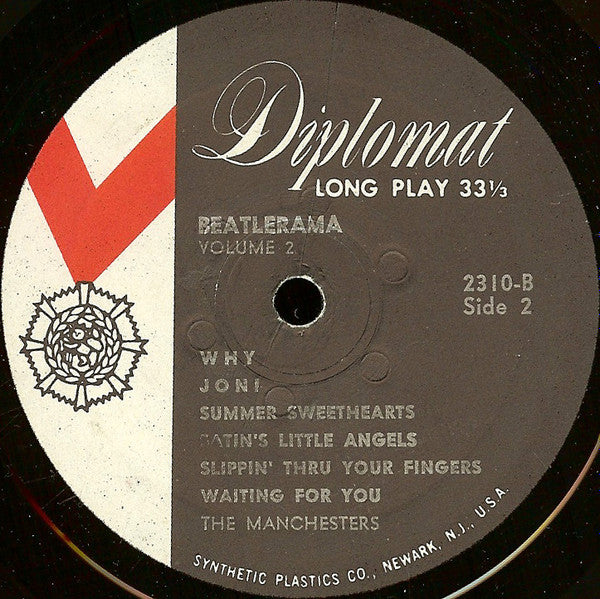 Diplomat
LONG PLAY 33⅓
BEATLERAMA
VOLUME 2
2310-B
Side 2
WHY
JONI
SUMMER SWEETHEARTS
SATIN'S LITTLE ANGELS
SLIPPIN' THRU YOUR FINGERS
WAITING FOR YOU
THE MANCHESTERS
SYNTHETIC PLASTICS CO., NEWARK, N.J., U.S.A.